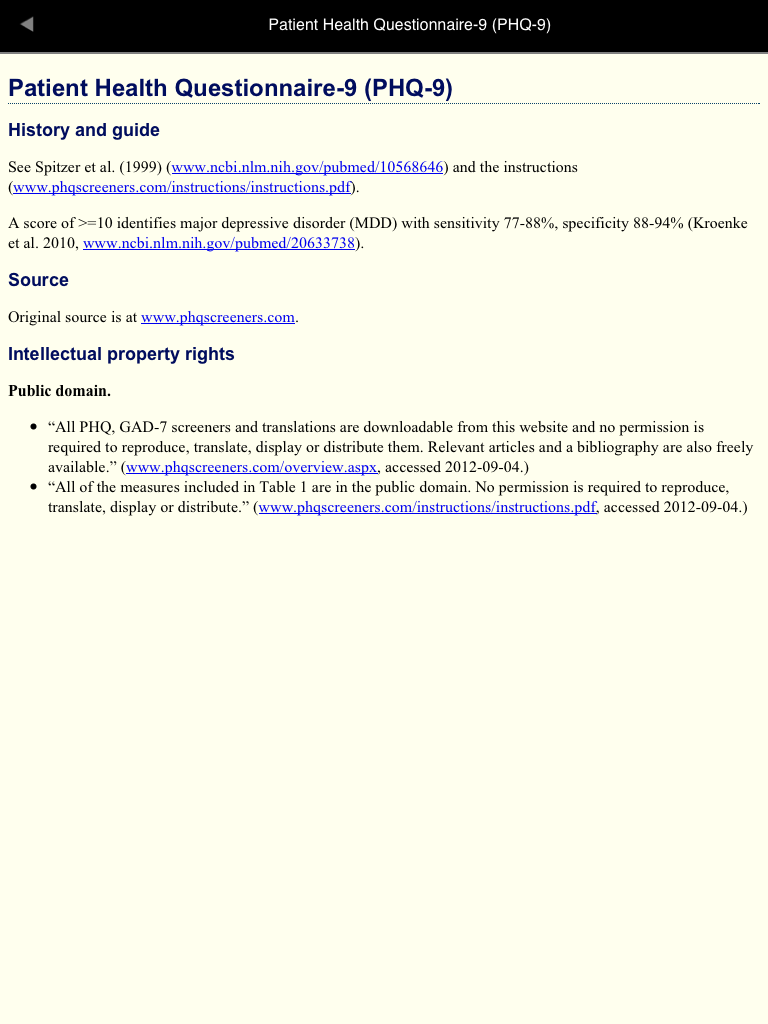 Patient Health Questionnaire-9 (PHQ-9)
Patient Health Questionnaire-9 (PHQ-9)
History and guide
See Spitzer et al. (1999) (www.ncbi.nlm.nih.gov/pubmed/10568646) and the instructions
(www.phqscreeners.com/instructions/instructions.pdf).
A score of >=10 identifies major depressive disorder (MDD) with sensitivity 77-88%, specificity 88-94% (Kroenke
et al. 2010, www.ncbi.nlm.nih.gov/pubmed/20633738).
Source
Original source is at www.phqscreeners.com.
Intellectual property rights
Public domain.
• “All PHQ, GAD-7 screeners and translations are downloadable from this website and no permission is
required to reproduce, translate, display or distribute them. Relevant articles and a bibliography are also freely
available.” (www.phqscreeners.com/overview.aspx, accessed 2012-09-04.)
• “All of the measures included in Table 1 are in the public domain. No permission is required to reproduce,
translate, display or distribute.” (www.phqscreeners.com/instructions/instructions.pdf, accessed 2012-09-04.)